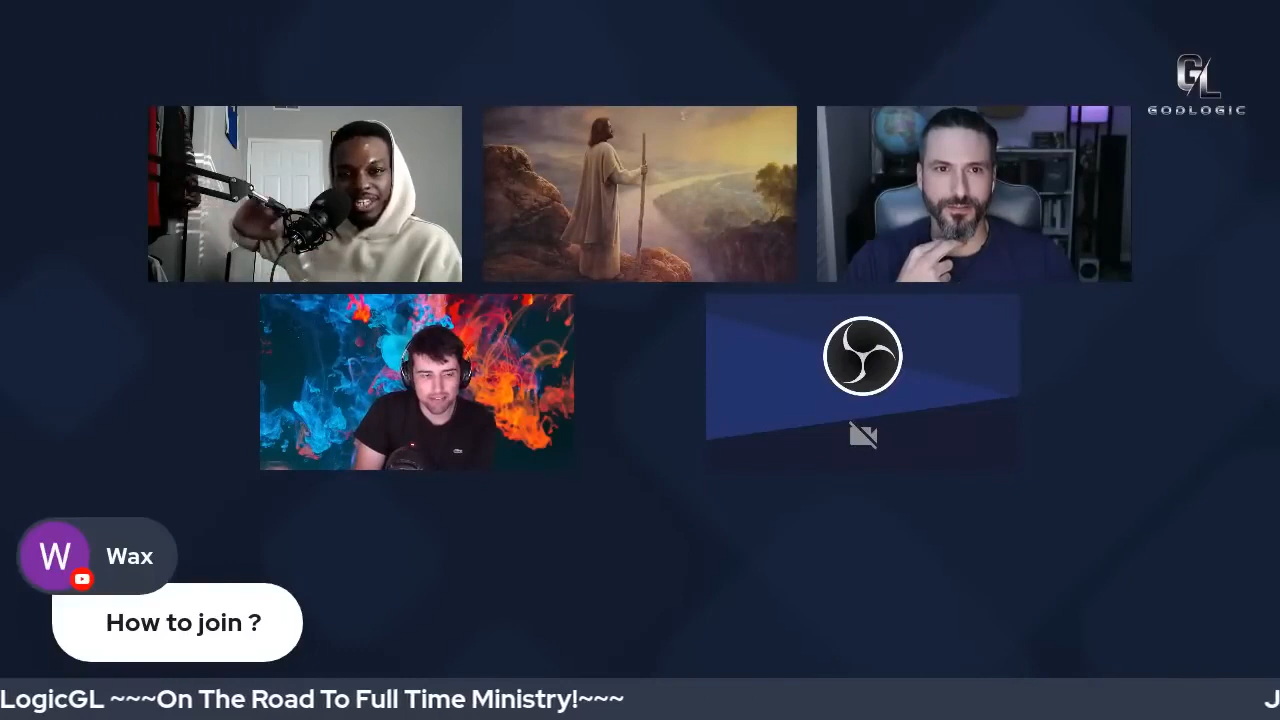 GL
GODLOGIC
W
Wax
How to join ?
LogicGL ~~~On The Road To Full Time Ministry!~~~
J